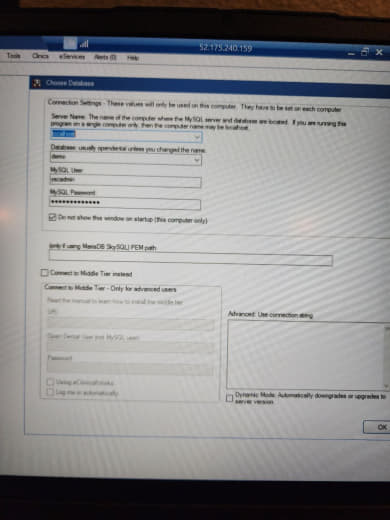 52.175.240.159
Tools Clinics eServices Alerts (0) Help
Choose Database
Connection Settings - These values will only be used on this computer. They have to be set on each computer
Server Name: The name of the computer where the MySQL server and database are located. If you are running this
program on a single computer only, then the computer name may be localhost.
localhost
Database: usually opendental unless you changed the name.
demo
MySQL User
MySQL Password
Do not show this window on startup (this computer only)
(only if using MariaDB SkySQL) PEM path
Connect to Middle Tier instead
Connect to Middle Tier - Only for advanced users
Read the manual to learn how to install the middle tier
URI
Open Dental User (not MySQL user)
Password
Using eClinicalWorks
Log me in automatically.
Advanced: Use connection string
Dynamic Mode: Automatically downgrades or upgrades to
server version
OK